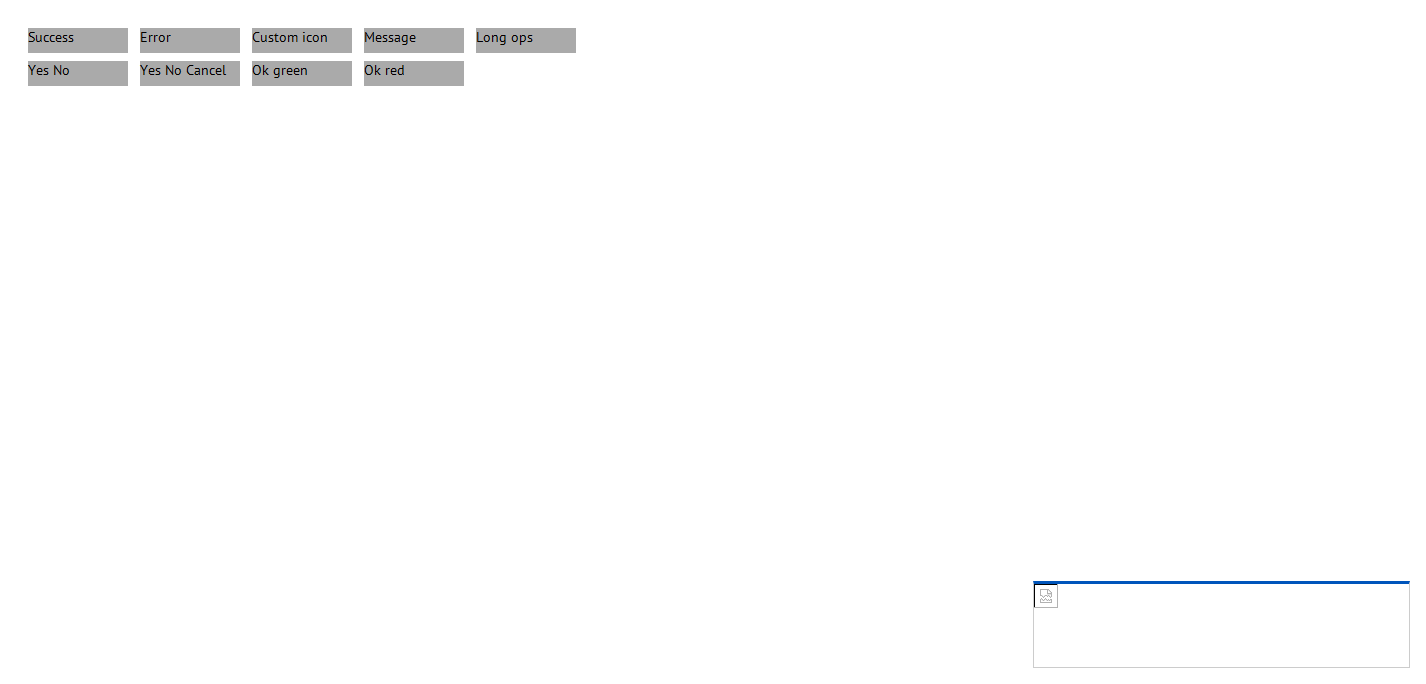 Success Error Custom icon Message Long ops
Yes No Yes No Cancel Ok green Ok red